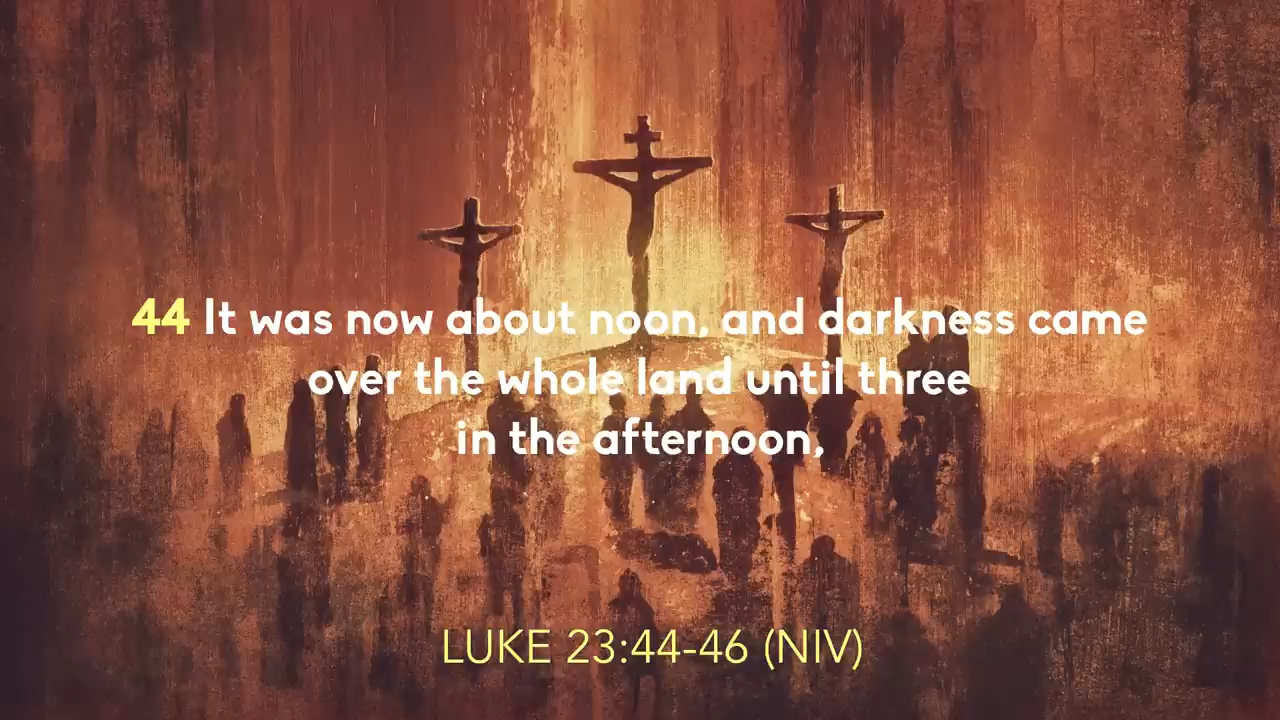 44 It was now about noon, and darkness came
over the whole land until three
in the afternoon,
LUKE 23:44-46 (NIV)